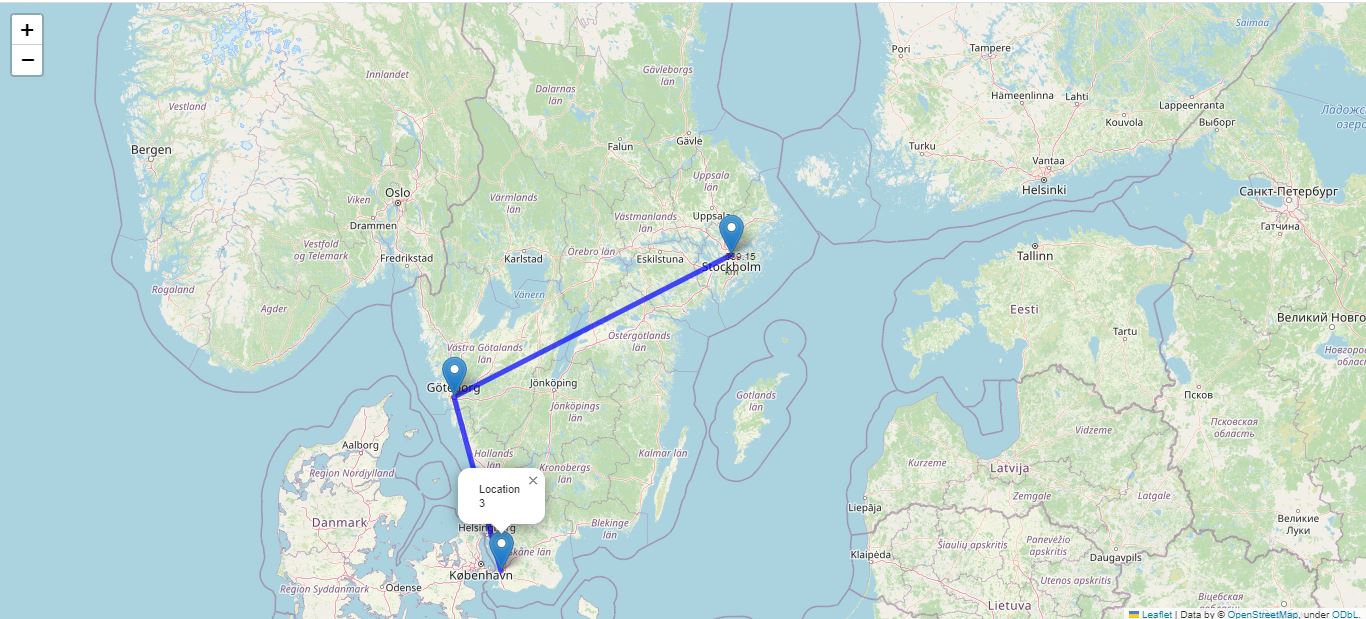 +
−
Saimaa
Pori
Tampere
Gävleborgs
län
Innlandet
Dalarnas
län
Hämeenlinna
Lahti
Lappeenranta
Vestland
Ладожс
озеро
Kouvola
Выборг
Bergen
Falun
Gävle
Turku
Vantaa
Helsinki
Oslo
Viken
Uppsala
län
Värmlands
län
Санкт-Петербург
Drammen
Västmanlands
län
Uppsala
Гатчина
Vestfold
og Telemark
Fredrikstad
Karlstad
Örebro län
Eskilstuna
Stockholm
km
Tallinn
Rogaland
Vänern
Agder
Eesti
Великий Новго
Tartu
Västra Götalands
län
Östergötlands
län
Новгоро
облас
Göteborg
Jönköping
Gotlands
län
Псков
Jönköpings
län
Псковская
область
Vidzeme
Aalborg
Hallands
län
Kalmar län
Kurzeme
Latvija
Region Nordjylland
Kronobergs
län
Location
3
×
Zemgale
Latgale
Liepāja
Danmark
Helsingborg
Blekinge
län
Великие
Луки
Skåne län
Klaipėda
Šiaulių apskritis
Panevėžio
apskritis
Daugavpils
København
Odense
Region Syddanmark
Utenos apskritis
Lietuva
Віцебская
Leaflet | Data by © OpenStreetMap, under ODbL.